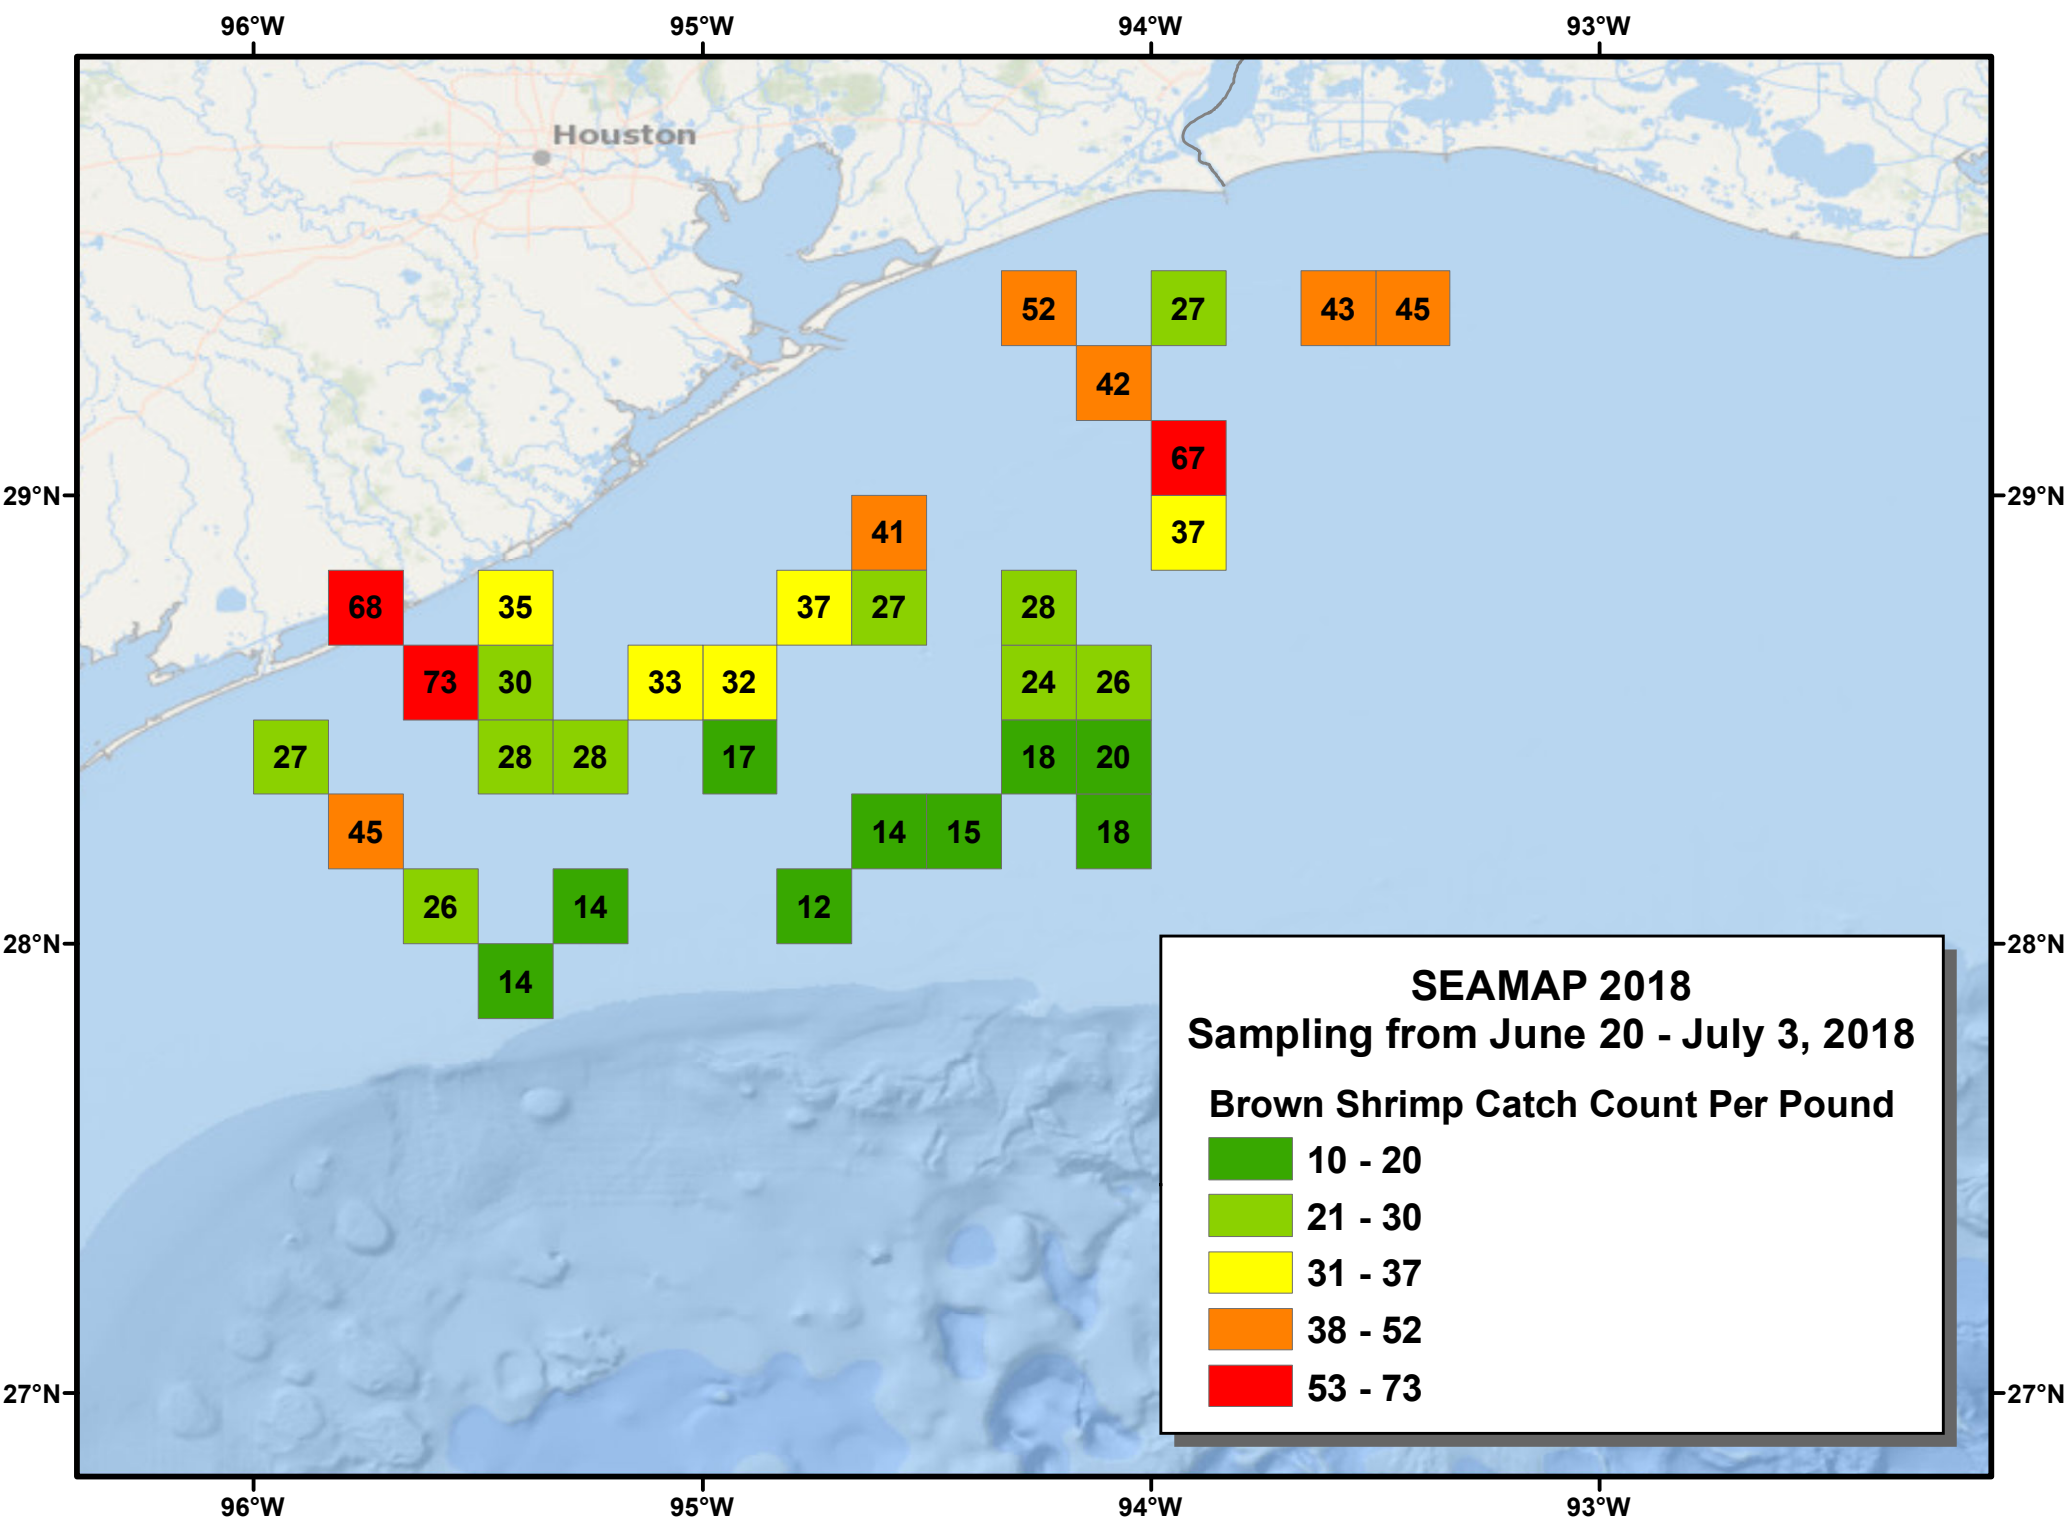 96°W 95°W 94°W 93°W
Houston
52 27 43 45
42
67
29°N 29°N
41 37
68 35 37 27 28
73 30 33 32 24 26
27 28 28 17 18 20
45 14 15 18
26 14 12
28°N 28°N
14
SEAMAP 2018
Sampling from June 20 - July 3, 2018
Brown Shrimp Catch Count Per Pound
10 - 20
21 - 30
31 - 37
38 - 52
53 - 73
27°N 27°N
96°W 95°W 94°W 93°W